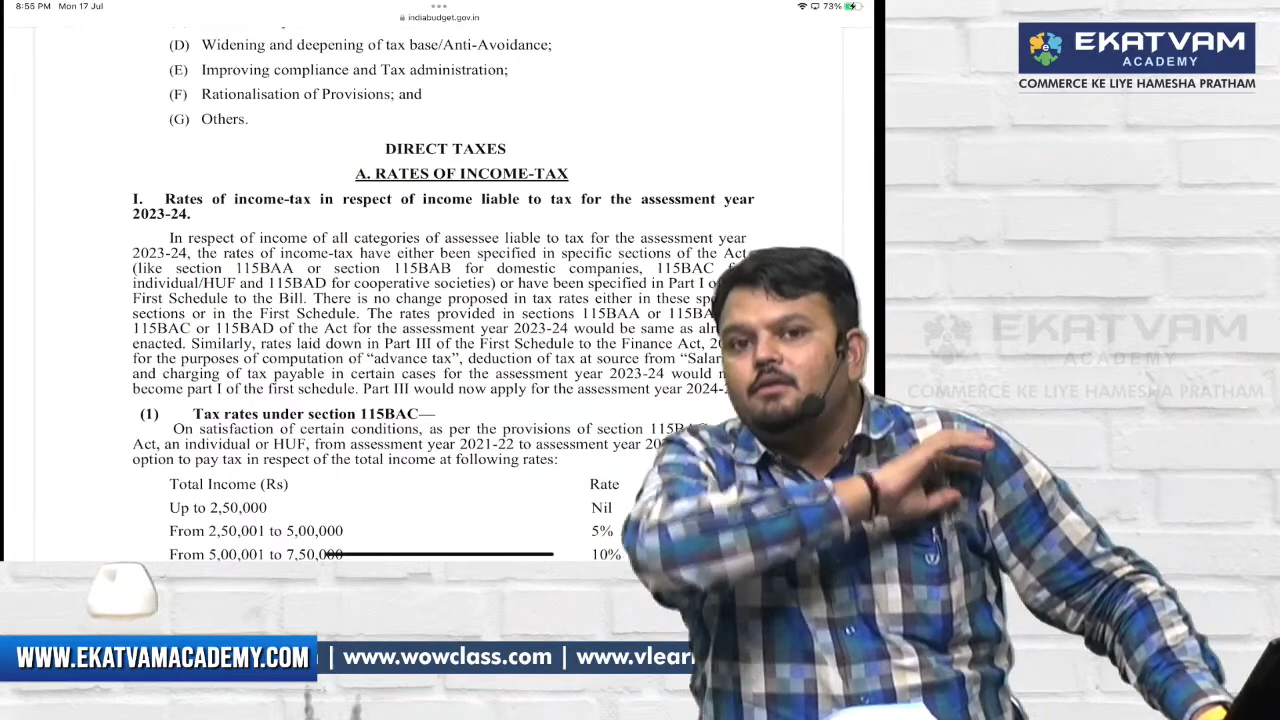 8:55 PM Mon 17 Jul
indiabudget.gov.in
73%
(D) Widening and deepening of tax base/Anti-Avoidance;
(E) Improving compliance and Tax administration;
(F) Rationalisation of Provisions; and
(G) Others.
DIRECT TAXES
A. RATES OF INCOME-TAX
I. Rates of income-tax in respect of income liable to tax for the assessment year
2023-24.
In respect of income of all categories of assessee liable to tax for the assessment year
2023-24, the rates of income-tax have either been specified in specific sections of the Act
(like section 115BAA or section 115BAB for domestic companies, 115BAC
individual/HUF and 115BAD for cooperative societies) or have been specified in Part I
First Schedule to the Bill. There is no change proposed in tax rates either in these
sections or in the First Schedule. The rates provided in sections 115BAA or
115BAC or 115BAD of the Act for the assessment year 2023-24 would be same as
enacted. Similarly, rates laid down in Part III of the First Schedule to the Finance Act,
for the purposes of computation of “advance tax”, deduction of tax at source from
and charging of tax payable in certain cases for the assessment year 2023-24 would
become part I of the first schedule. Part III would now apply for the assessment year
(1) Tax rates under section 115BAC—
On satisfaction of certain conditions, as per the provisions of section
Act, an individual or HUF, from assessment year 2021-22 to assessment year
option to pay tax in respect of the total income at following rates:
Total Income (Rs) Rate
Up to 2,50,000 Nil
From 2,50,001 to 5,00,000 5%
From 5,00,001 to 7,50,000 10%
EKATVAM
ACADEMY
COMMERCE KE LIYE HAMESHA PRATHAM
EKATVAM
ACADEMY
COMMERCE KE LIYE HAMESHA PRATHAM
WWW.EKATVAMACADEMY.COM | www.wowclass.com |